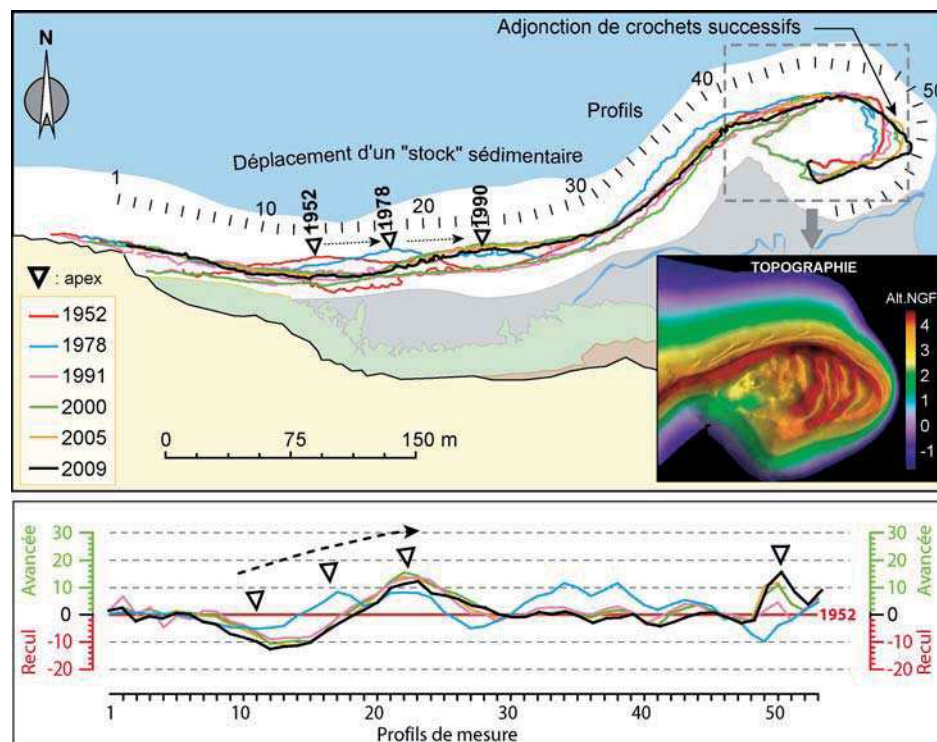 N
Adjonction de crochets successifs
40
50
Profils
Déplacement d'un "stock" sédimentaire
1
10
1952
1978
20
1990
30
: apex
1952
1978
1991
2000
2005
2009
0 75 150 m
TOPOGRAPHIE
Alt.NGF
4
3
2
1
0
-1
Avancée
Recul
30
20
10
0
-10
-20
1952
30
20
10
0
-10
-20
Avancée
Recul
1 10 20 30 40 50
Profils de mesure